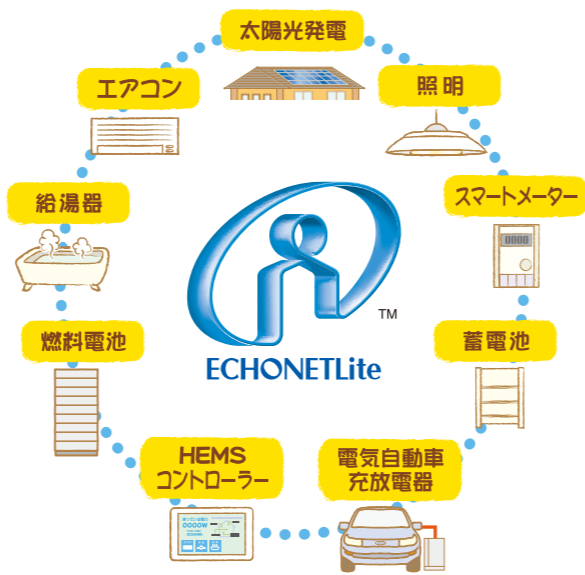 太陽光発電
エアコン
照明
給湯器
スマートメーター
0000
TM
ECHONETLite
燃料電池
蓄電池
HEMS
コントローラー
電気自動車
充放電器
0000W